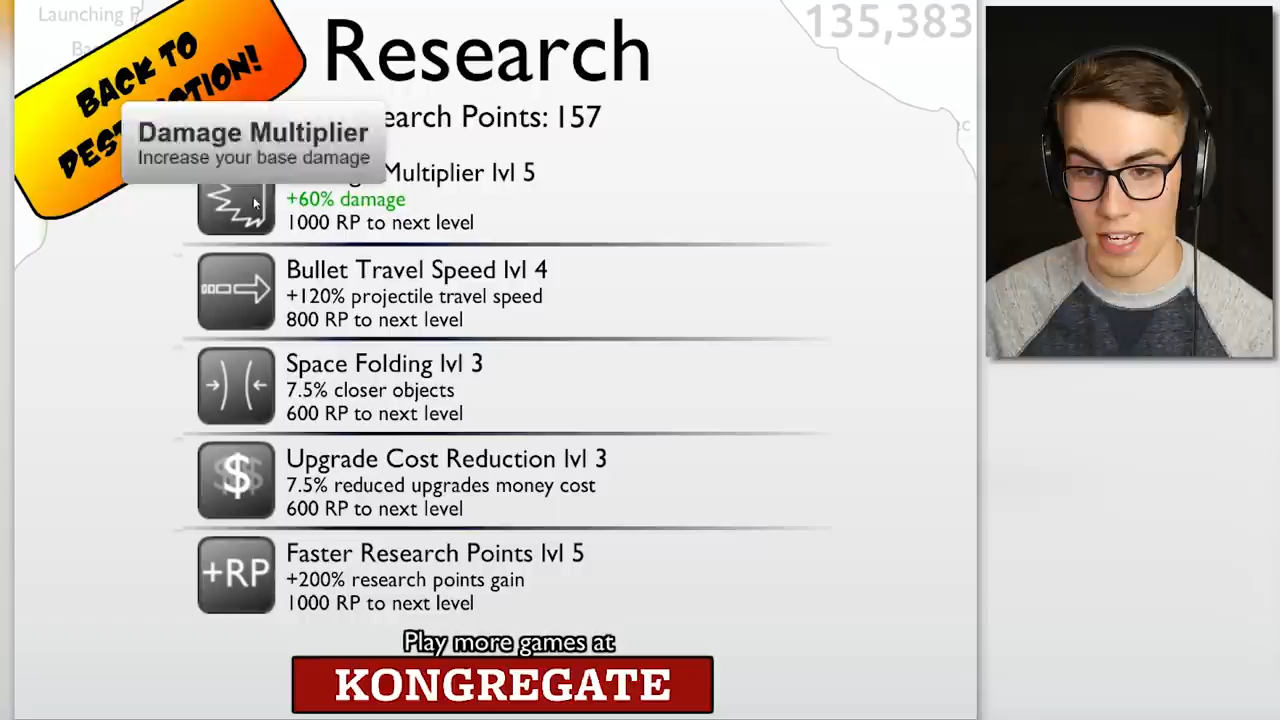 Launching
135,383
BACK TO
Research
Damage Multiplier
Increase your base damage
earch Points: 157
Multiplier lvl 5
+60% damage
1000 RP to next level
Bullet Travel Speed lvl 4
+120% projectile travel speed
800 RP to next level
Space Folding lvl 3
7.5% closer objects
600 RP to next level
$
Upgrade Cost Reduction lvl 3
7.5% reduced upgrades money cost
600 RP to next level
+RP
Faster Research Points lvl 5
+200% research points gain
1000 RP to next level
Play more games at
KONGREGATE